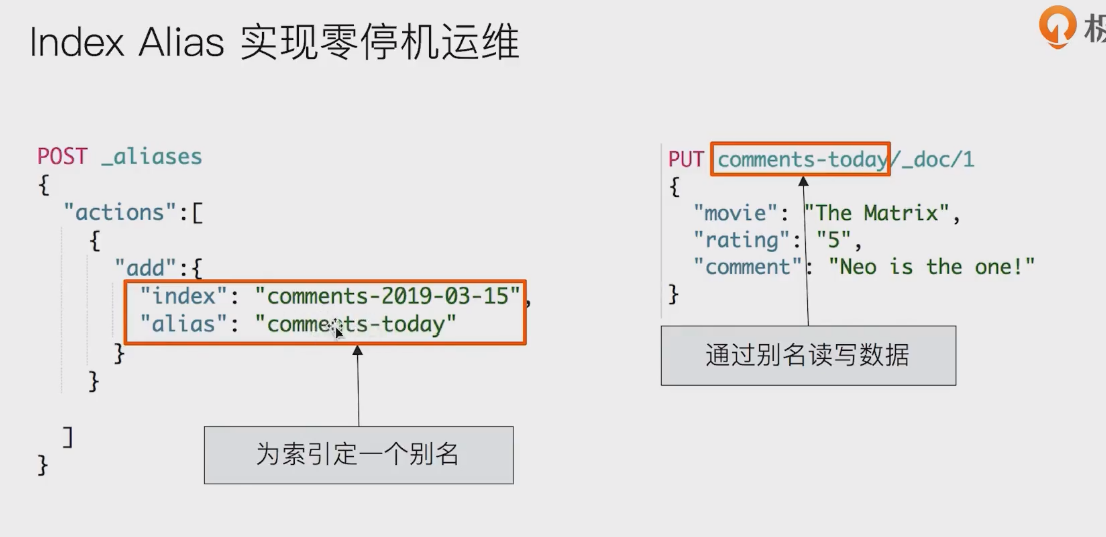 Index Alias 实现零停机运维
极
POST _aliases
{
"actions":[
{
"add":{
"index": "comments-2019-03-15",
"alias": "comments-today"
}
}
]
}
为索引定一个别名
PUT comments-today/_doc/1
{
"movie": "The Matrix",
"rating": "5",
"comment": "Neo is the one!"
}
通过别名读写数据